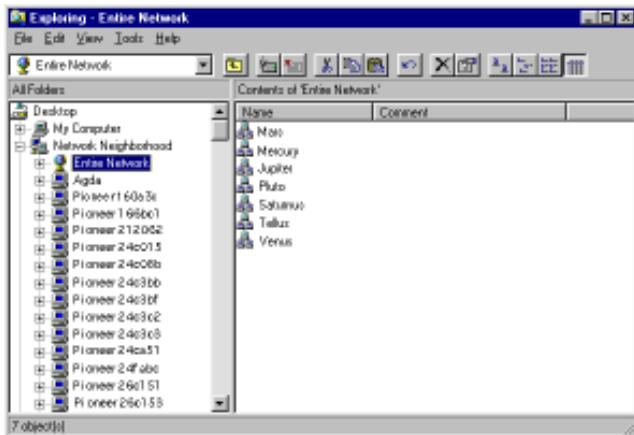 Exploring - Entire Network
File Edit View Tools Help
Entire Network
All Folders
Contents of 'Entire Network'
Desktop
My Computer
Network Neighborhood
Entire Network
Agda
Pioneer160a3c
Pioneer166bc1
Pioneer212062
Pioneer24c015
Pioneer24c08b
Pioneer24c3bb
Pioneer24c3bf
Pioneer24c3c2
Pioneer24c3c8
Pioneer24ca51
Pioneer24fabc
Pioneer26c151
Pioneer26c153
Name Comment
Mars
Mercury
Jupiter
Pluto
Saturnus
Tellus
Venus
7 object(s)